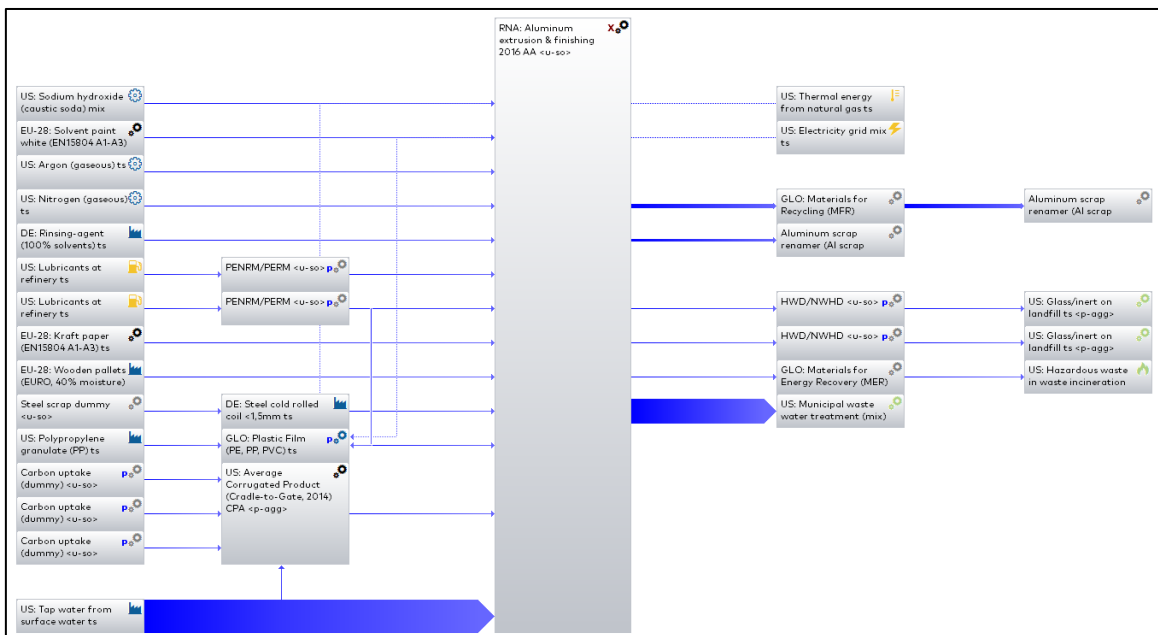 RNA: Aluminum
extrusion & finishing
2016 AA <u-so>
X
US: Sodium hydroxide
(caustic soda) mix
EU-28: Solvent paint
white (EN15804 A1-A3)
US: Argon (gaseous) ts
US: Nitrogen (gaseous)
ts
DE: Rinsing-agent
(100% solvents) ts
US: Lubricants at
refinery ts
US: Lubricants at
refinery ts
EU-28: Kraft paper
(EN15804 A1-A3) ts
EU-28: Wooden pallets
(EURO, 40% moisture)
Steel scrap dummy
<u-so>
US: Polypropylene
granulate (PP) ts
Carbon uptake p
(dummy) <u-so>
Carbon uptake p
(dummy) <u-so>
Carbon uptake p
(dummy) <u-so>
US: Tap water from
surface water ts
PENRM/PERM <u-so> p
PENRM/PERM <u-so> p
DE: Steel cold rolled
coil <1,5mm ts
GLO: Plastic Film p
(PE, PP, PVC) ts
US: Average
Corrugated Product
(Cradle-to-Gate, 2014)
CPA <p-agg>
US: Thermal energy
from natural gas ts
US: Electricity grid mix
ts
GLO: Materials for
Recycling (MFR)
Aluminum scrap
renamer (Al scrap
Aluminum scrap
renamer (Al scrap
HWD/NWHD <u-so> p
US: Glass/inert on
landfill ts <p-agg>
HWD/NWHD <u-so> p
US: Glass/inert on
landfill ts <p-agg>
GLO: Materials for
Energy Recovery (MER)
US: Hazardous waste
in waste incineration
US: Municipal waste
water treatment (mix)